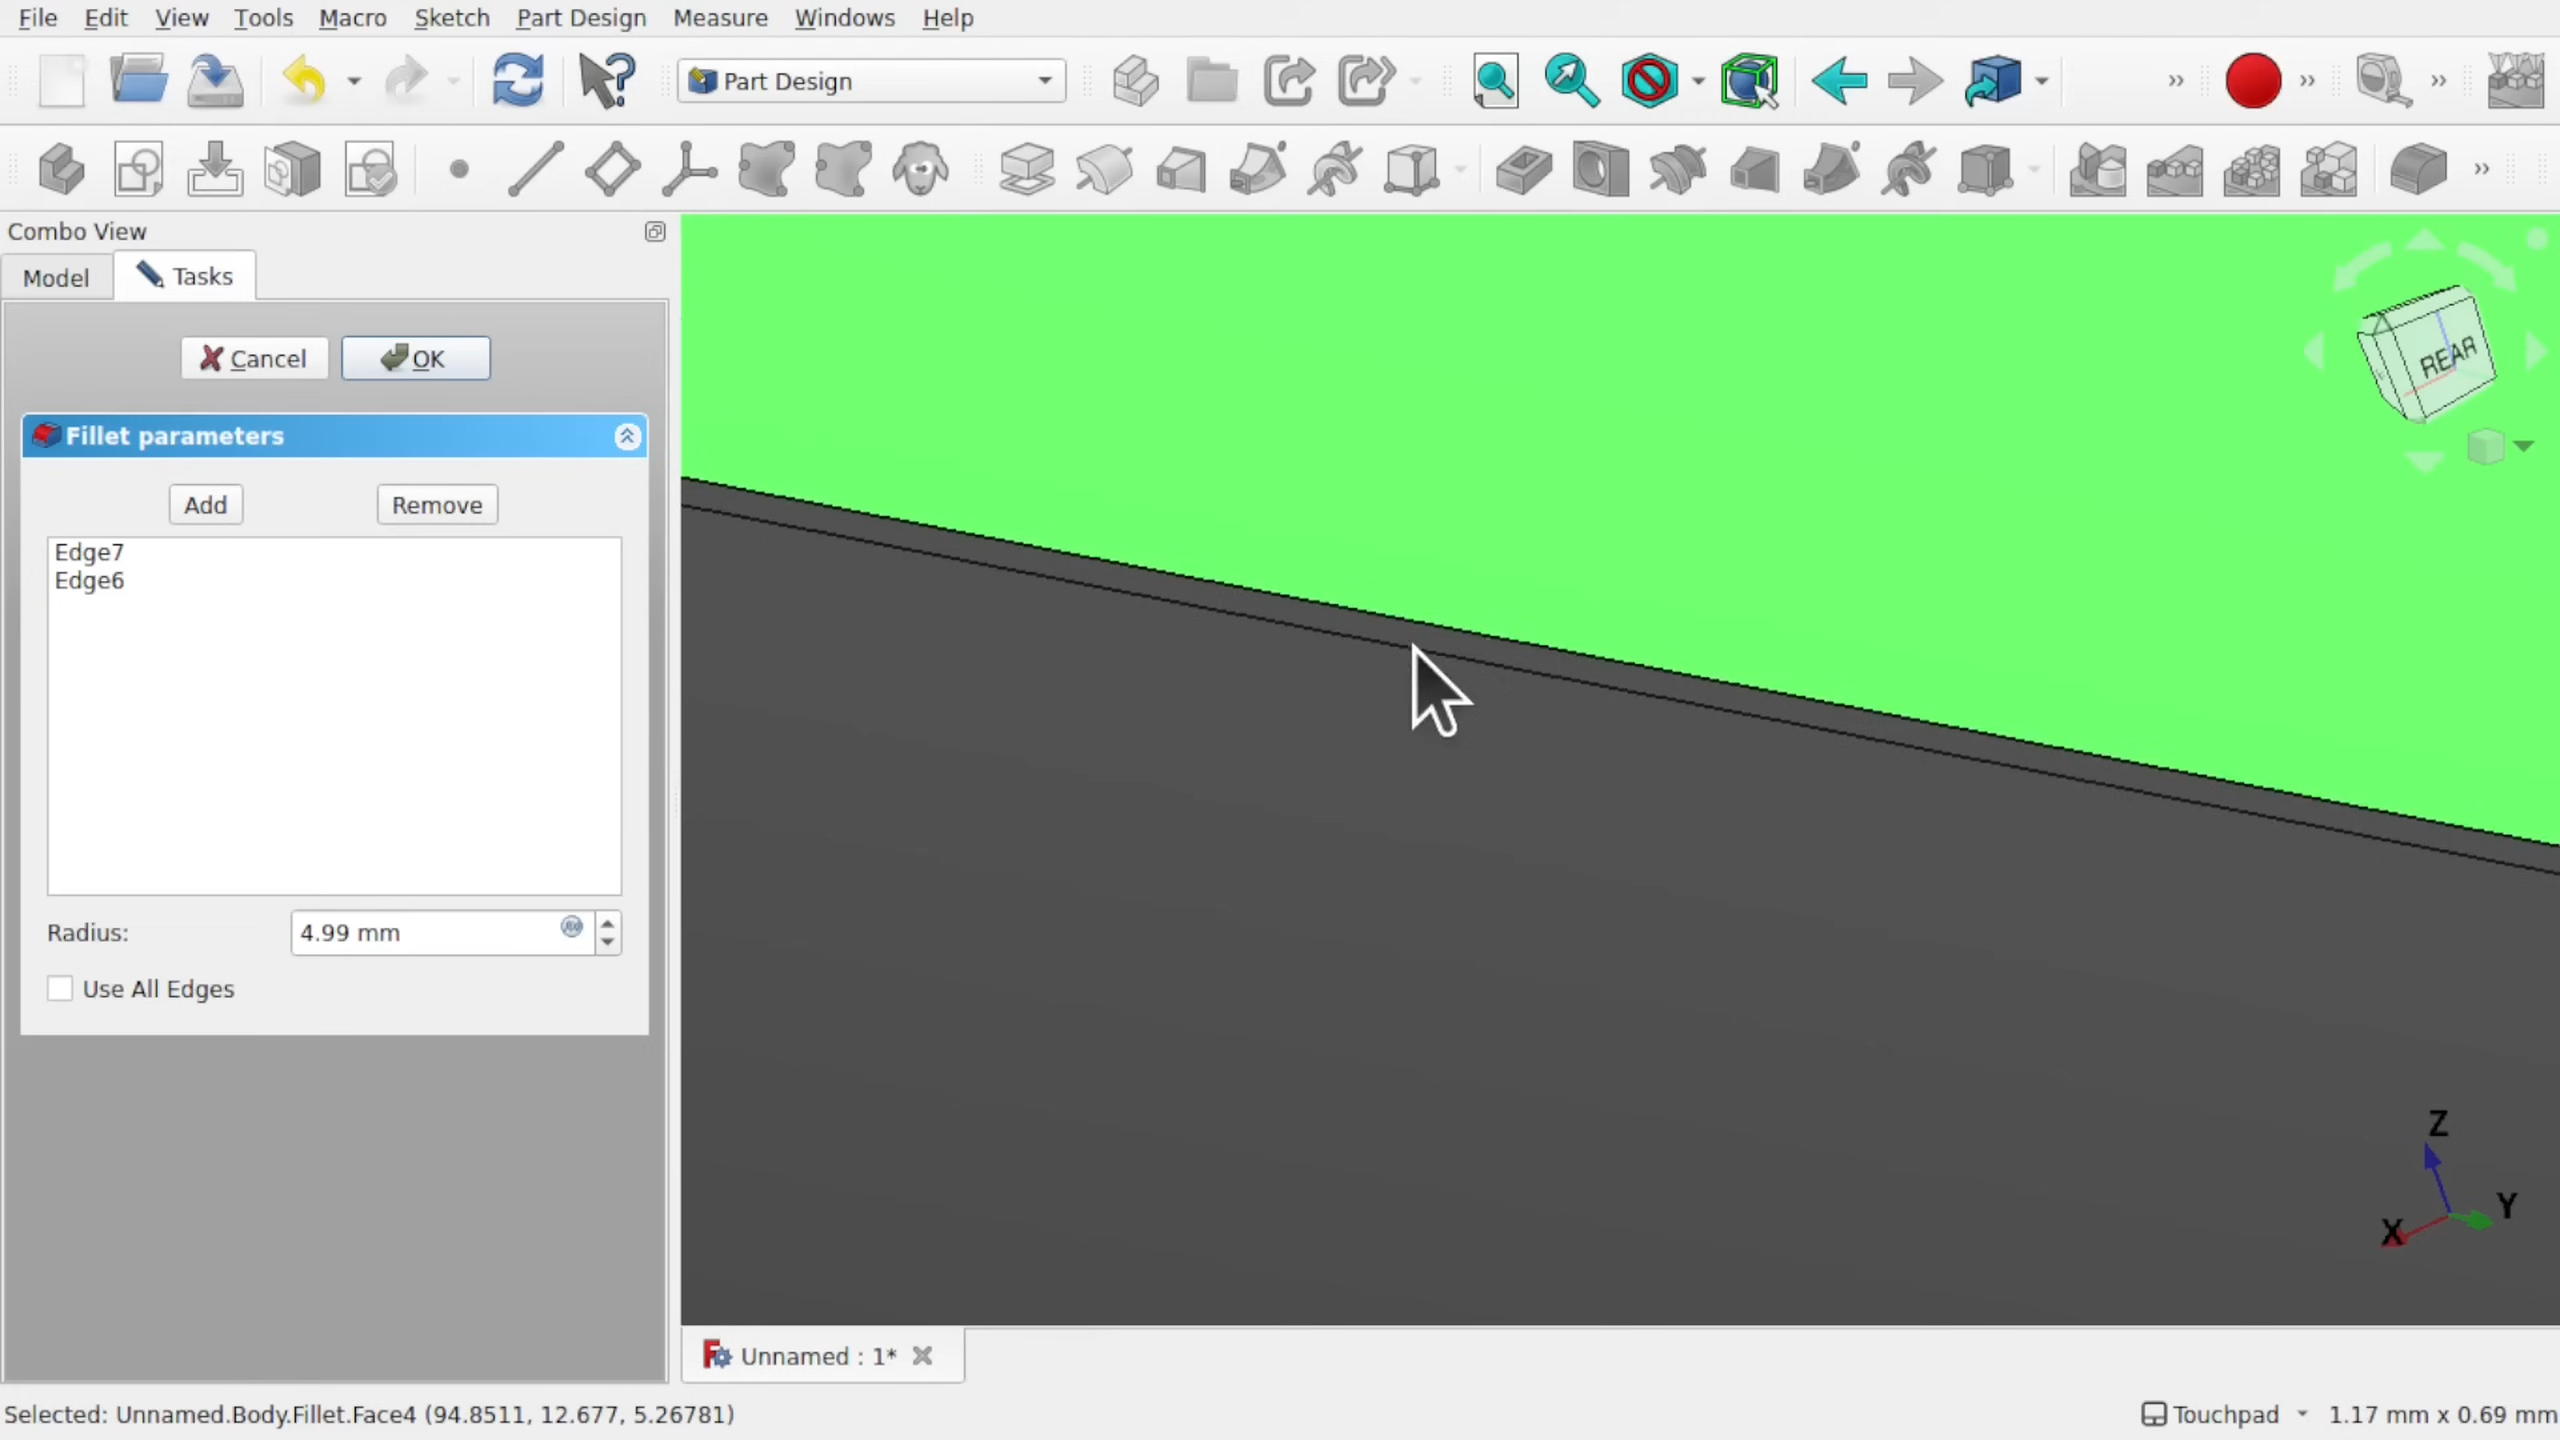 File Edit View Tools Macro Sketch Part Design Measure Windows Help
Part Design
Combo View
Model Tasks
Cancel OK
Fillet parameters
Add Remove
Edge7
Edge6
Radius: 4.99 mm
Use All Edges
REAR
Z
Y
X
Unnamed : 1*
Selected: Unnamed.Body.Fillet.Face4 (94.8511, 12.677, 5.26781) Touchpad 1.17 mm x 0.69 mm